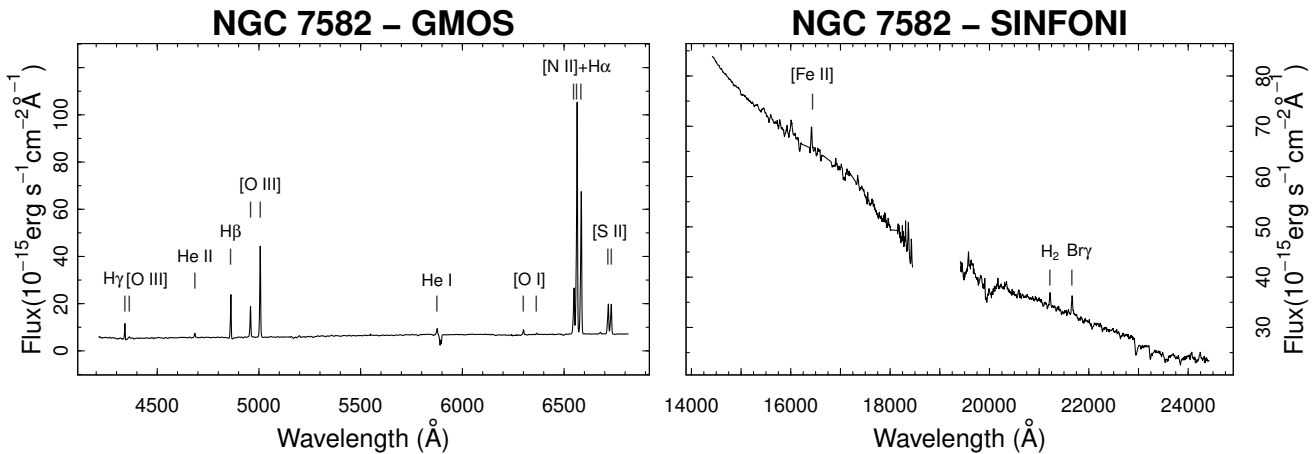 NGC 7582 – GMOS
[N II]+Hα
[O III]
Hβ
He II
[S II]
Hγ [O III]
He I
[O I]
Flux(10⁻¹⁵erg s⁻¹cm⁻²Å⁻¹)
0 20 40 60 80 100
4500 5000 5500 6000 6500
Wavelength (Å)
NGC 7582 – SINFONI
[Fe II]
H₂ Brγ
14000 16000 18000 20000 22000 24000
Wavelength (Å)
30 40 50 60 70 80
Flux(10⁻¹⁵erg s⁻¹cm⁻²Å⁻¹)